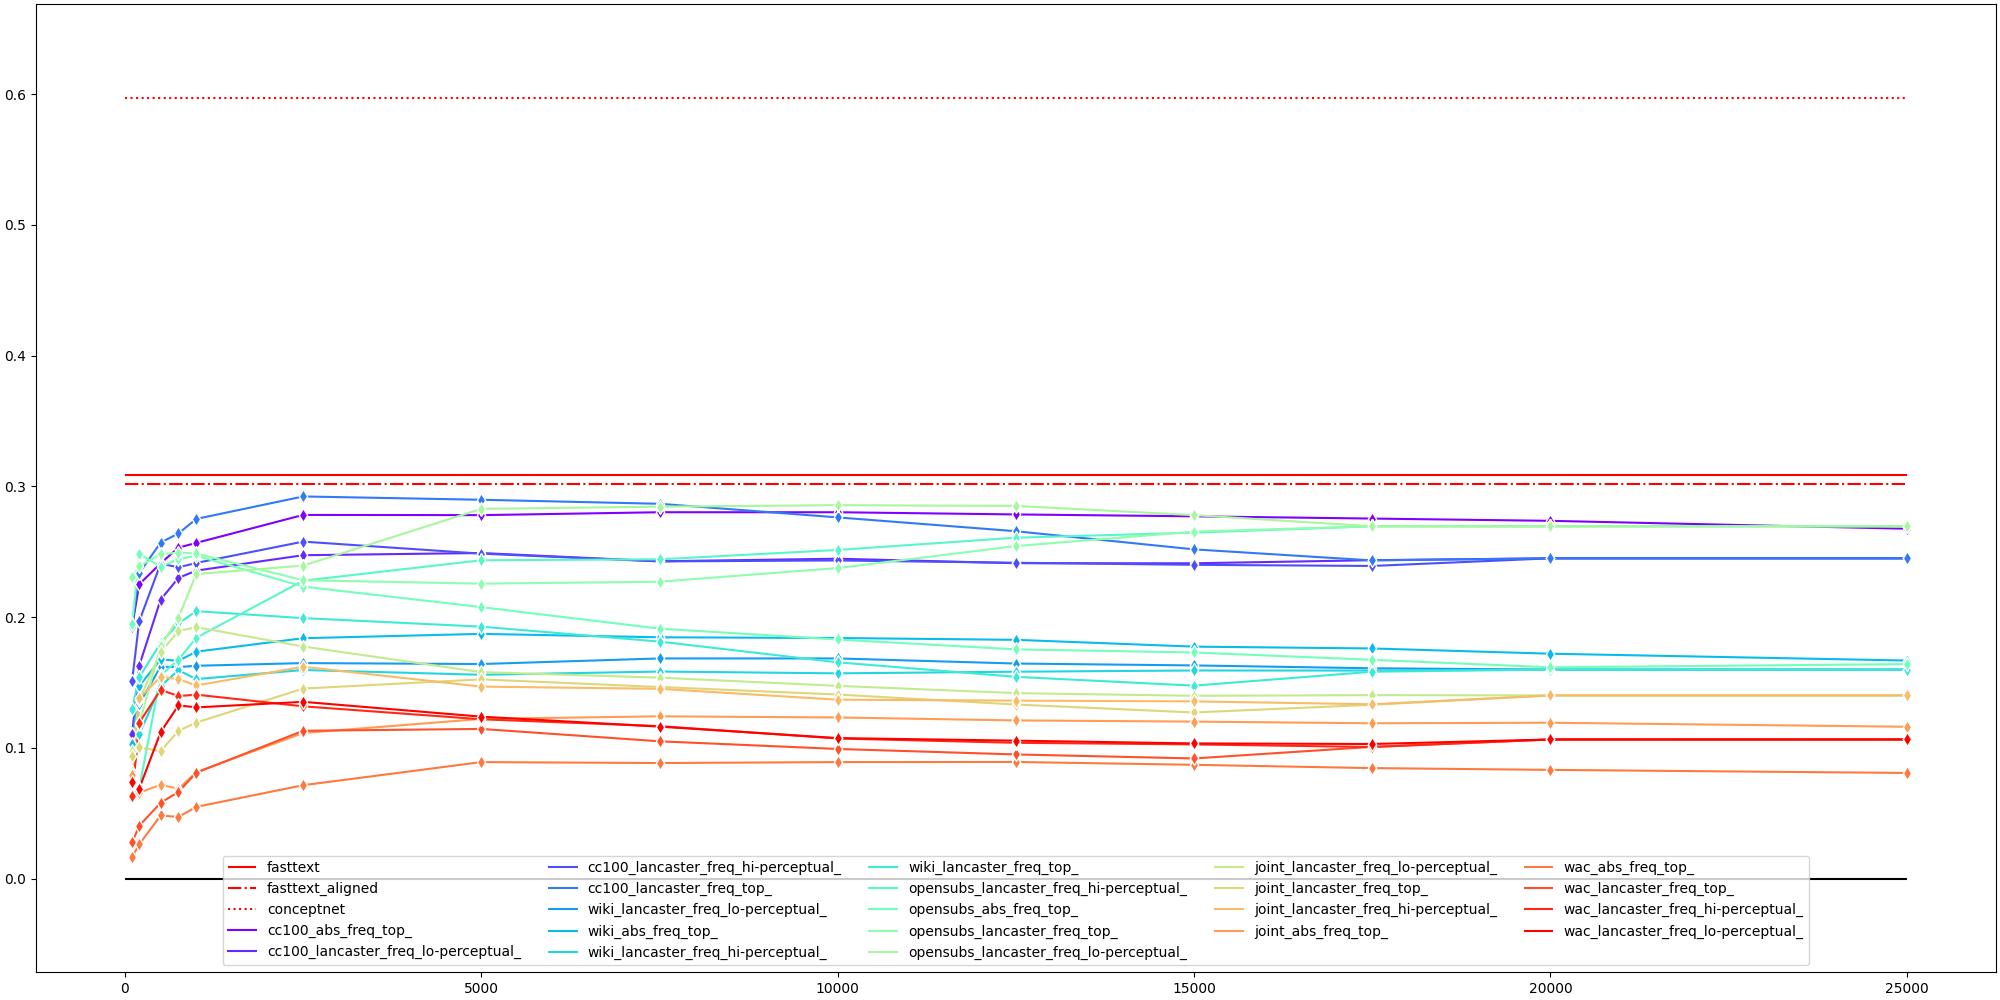 0.6
0.5
0.4
0.3
0.2
0.1
0.0
fasttext
fasttext_aligned
conceptnet
cc100_abs_freq_top_
cc100_lancaster_freq_lo-perceptual_
cc100_lancaster_freq_hi-perceptual_
cc100_lancaster_freq_top_
wiki_lancaster_freq_lo-perceptual_
wiki_abs_freq_top_
wiki_lancaster_freq_hi-perceptual_
wiki_lancaster_freq_top_
opensubs_lancaster_freq_hi-perceptual_
opensubs_abs_freq_top_
opensubs_lancaster_freq_top_
opensubs_lancaster_freq_lo-perceptual_
joint_lancaster_freq_lo-perceptual_
joint_lancaster_freq_top_
joint_lancaster_freq_hi-perceptual_
joint_abs_freq_top_
wac_abs_freq_top_
wac_lancaster_freq_top_
wac_lancaster_freq_hi-perceptual_
wac_lancaster_freq_lo-perceptual_
0 5000 10000 15000 20000 25000